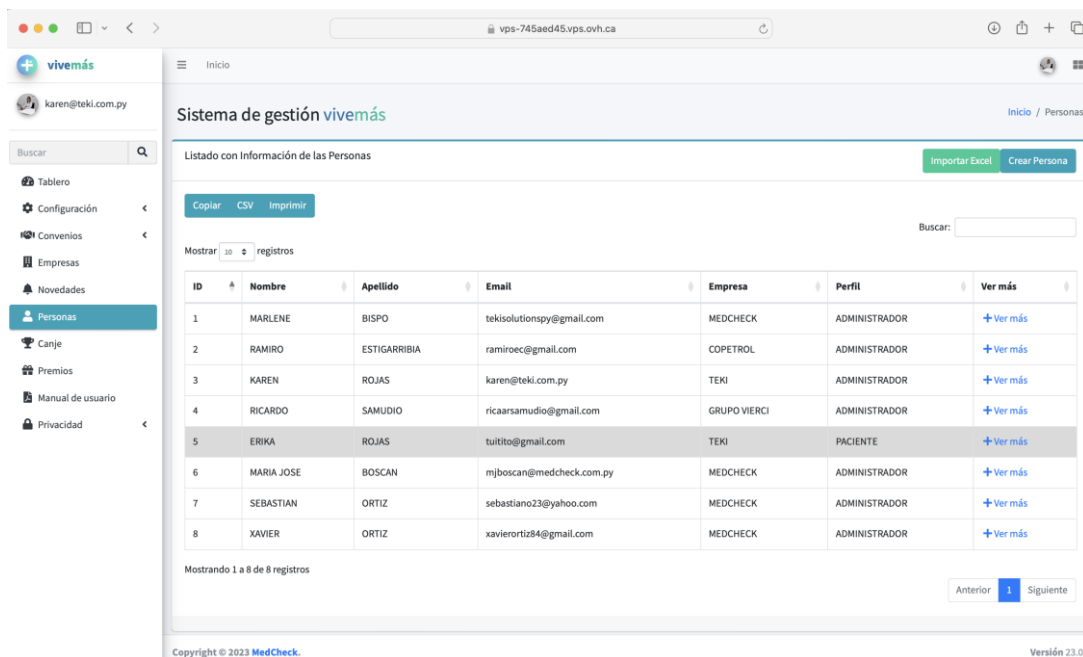 vps-745aed45.vps.ovh.ca
vivemás
Inicio
karen@teki.com.py
Sistema de gestión vivemás
Inicio / Personas
Buscar
Listado con Información de las Personas
Importar Excel Crear Persona
Tablero
Configuración
Convenios
Empresas
Novedades
Personas
Canje
Premios
Manual de usuario
Privacidad
Copiar CSV Imprimir
Buscar:
Mostrar 10 registros
ID Nombre Apellido Email Empresa Perfil Ver más
1 MARLENE BISPO tekisolutionspy@gmail.com MEDCHECK ADMINISTRADOR Ver más
2 RAMIRO ESTIGARRIBIA ramiroec@gmail.com COPETROL ADMINISTRADOR Ver más
3 KAREN ROJAS karen@teki.com.py TEKI ADMINISTRADOR Ver más
4 RICARDO SAMUDIO ricaarsamudio@gmail.com GRUPO VIERCI ADMINISTRADOR Ver más
5 ERIKA ROJAS tuitito@gmail.com TEKI PACIENTE Ver más
6 MARIA JOSE BOSCAN mjboscan@medcheck.com.py MEDCHECK ADMINISTRADOR Ver más
7 SEBASTIAN ORTIZ sebastiano23@yahoo.com MEDCHECK ADMINISTRADOR Ver más
8 XAVIER ORTIZ xavierortiz84@gmail.com MEDCHECK ADMINISTRADOR Ver más
Mostrando 1 a 8 de 8 registros
Anterior 1 Siguiente
Copyright © 2023 MedCheck.
Versión 23.0